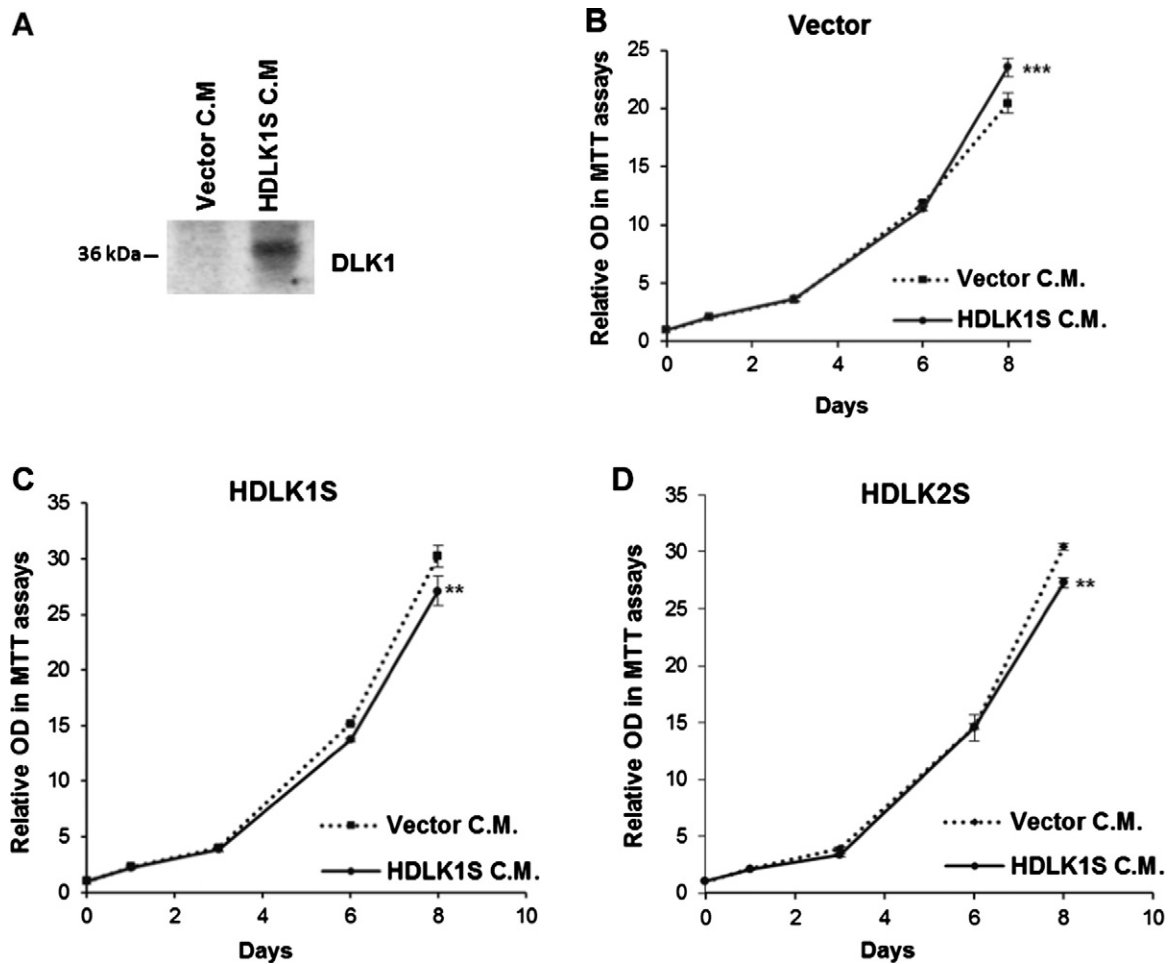 A
Vector C.M
HDLK1S C.M
36 kDa
DLK1
B
Vector
Relative OD in MTT assays
25
20
15
10
5
0
***
Vector C.M.
HDLK1S C.M.
0 2 4 6 8
Days
C
HDLK1S
Relative OD in MTT assays
35
30
25
20
15
10
5
0
**
Vector C.M.
HDLK1S C.M.
0 2 4 6 8 10
Days
D
HDLK2S
Relative OD in MTT assays
35
30
25
20
15
10
5
0
**
Vector C.M.
HDLK1S C.M.
0 2 4 6 8 10
Days